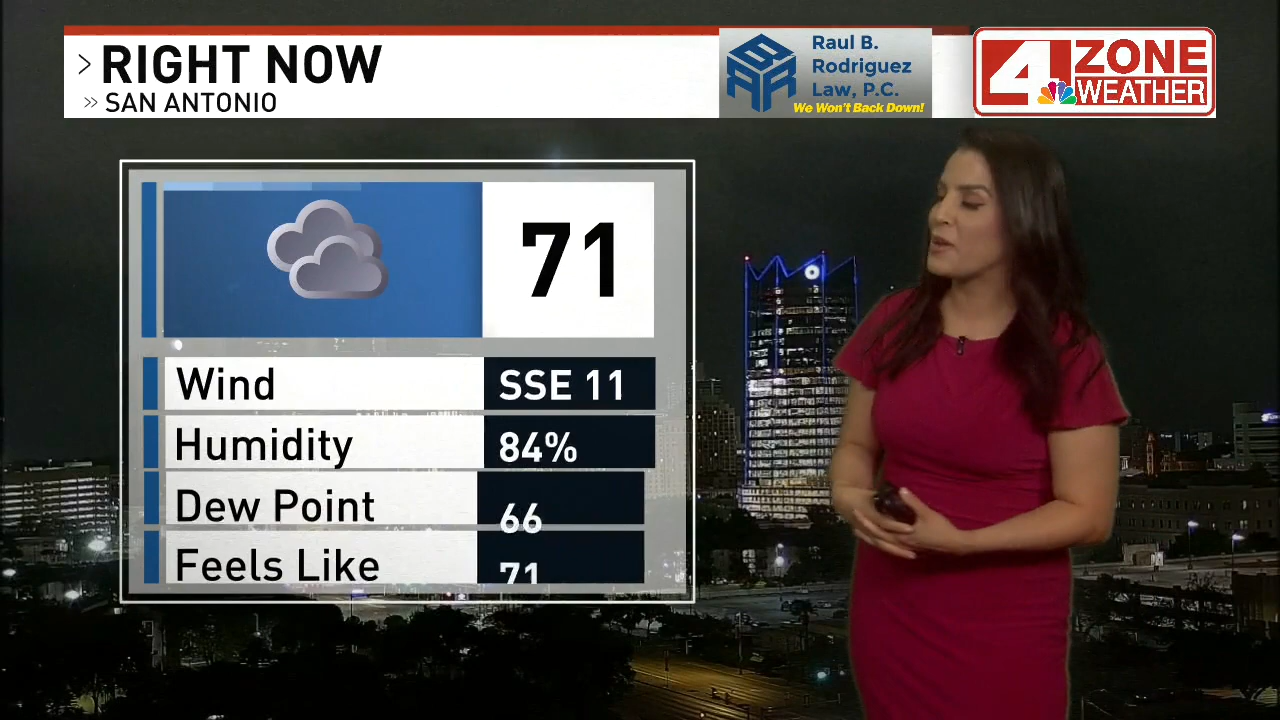 RIGHT NOW
SAN ANTONIO
Raul B.
Rodriguez
Law, P.C.
We Won't Back Down!
4 ZONE
WEATHER
71
Wind SSE 11
Humidity 84%
Dew Point 66
Feels Like 71